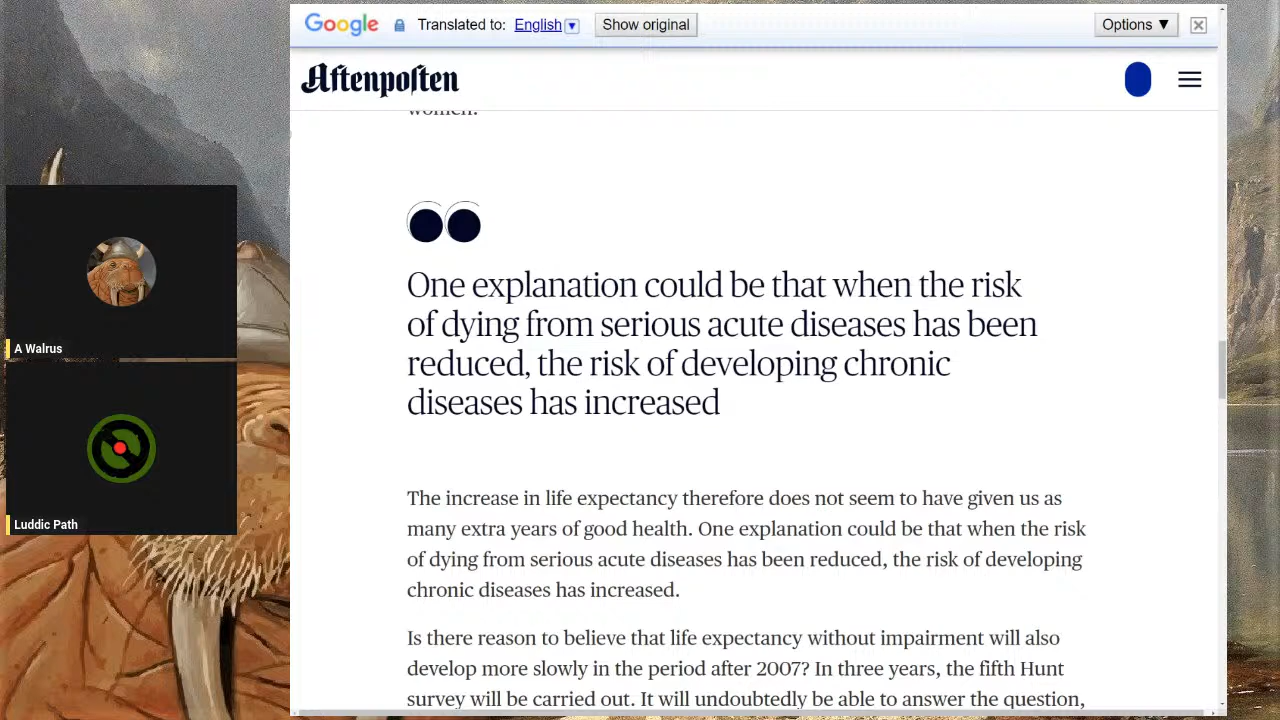 Google Translated to: English Show original Options ▼
Aftenposten
women.
One explanation could be that when the risk
of dying from serious acute diseases has been
reduced, the risk of developing chronic
diseases has increased
The increase in life expectancy therefore does not seem to have given us as
many extra years of good health. One explanation could be that when the risk
of dying from serious acute diseases has been reduced, the risk of developing
chronic diseases has increased.
Is there reason to believe that life expectancy without impairment will also
develop more slowly in the period after 2007? In three years, the fifth Hunt
survey will be carried out. It will undoubtedly be able to answer the question,
A Walrus
Luddic Path